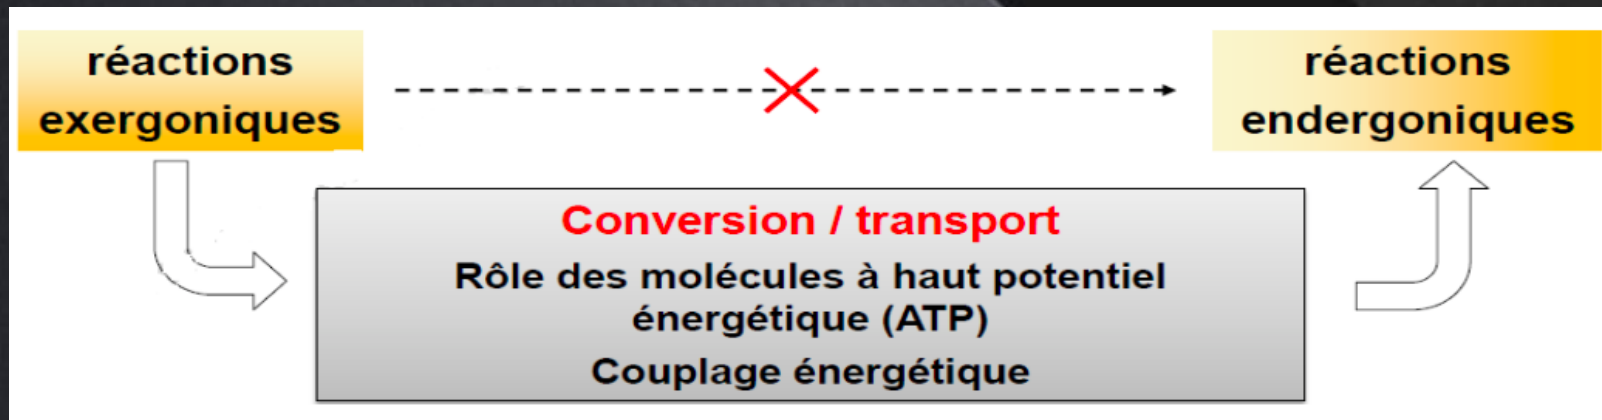 réactions
exergoniques
réactions
endergoniques
Conversion / transport
Rôle des molécules à haut potentiel
énergétique (ATP)
Couplage énergétique